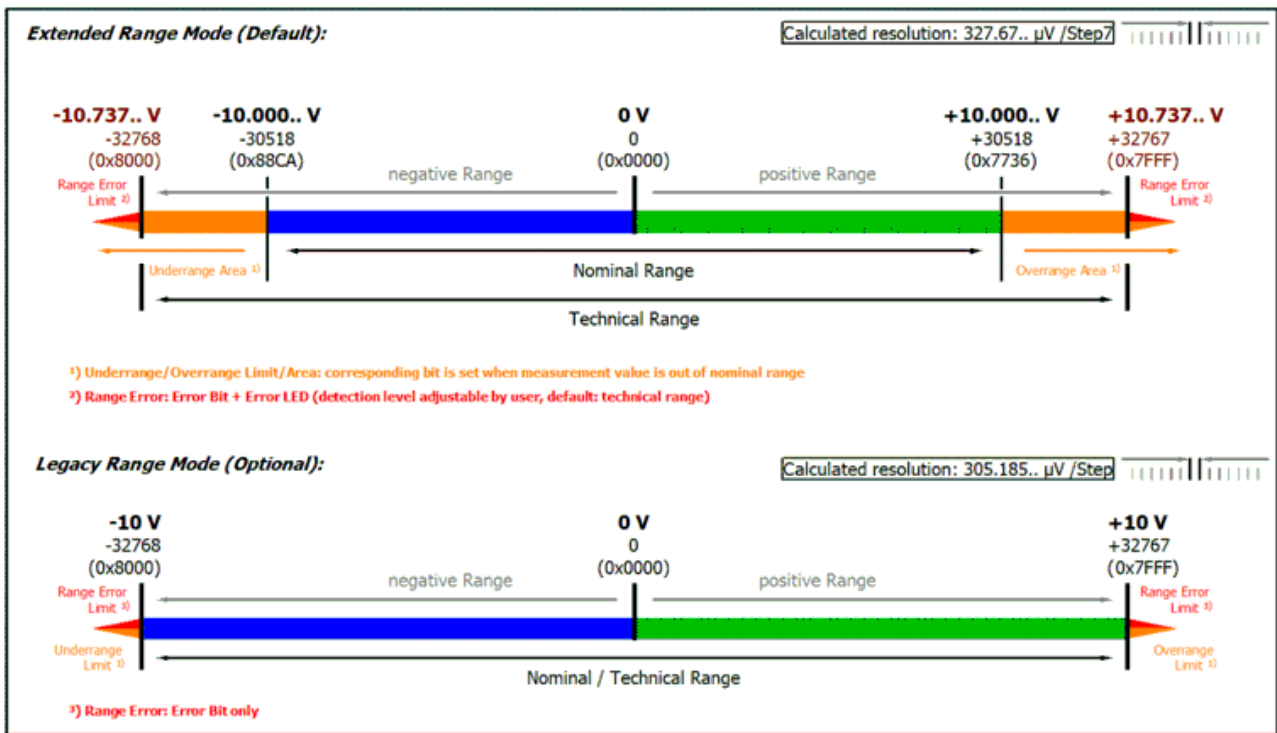 Extended Range Mode (Default):
Calculated resolution: 327.67.. µV /Step7
-10.737.. V -10.000.. V 0 V +10.000.. V +10.737.. V
-32768 -30518 0 +30518 +32767
(0x8000) (0x88CA) (0x0000) (0x7736) (0x7FFF)
negative Range positive Range
Range Error Limit ²⁾
Range Error Limit ²⁾
Underrange Area ¹⁾ Nominal Range Overrange Area ¹⁾
Technical Range
¹) Underrange/Overrange Limit/Area: corresponding bit is set when measurement value is out of nominal range
²) Range Error: Error Bit + Error LED (detection level adjustable by user, default: technical range)
Legacy Range Mode (Optional):
Calculated resolution: 305.185.. µV /Step
-10 V 0 V +10 V
-32768 0 +32767
(0x8000) (0x0000) (0x7FFF)
negative Range positive Range
Range Error Limit ³⁾
Range Error Limit ³⁾
Underrange Limit ¹⁾
Overrange Limit ¹⁾
Nominal / Technical Range
³) Range Error: Error Bit only